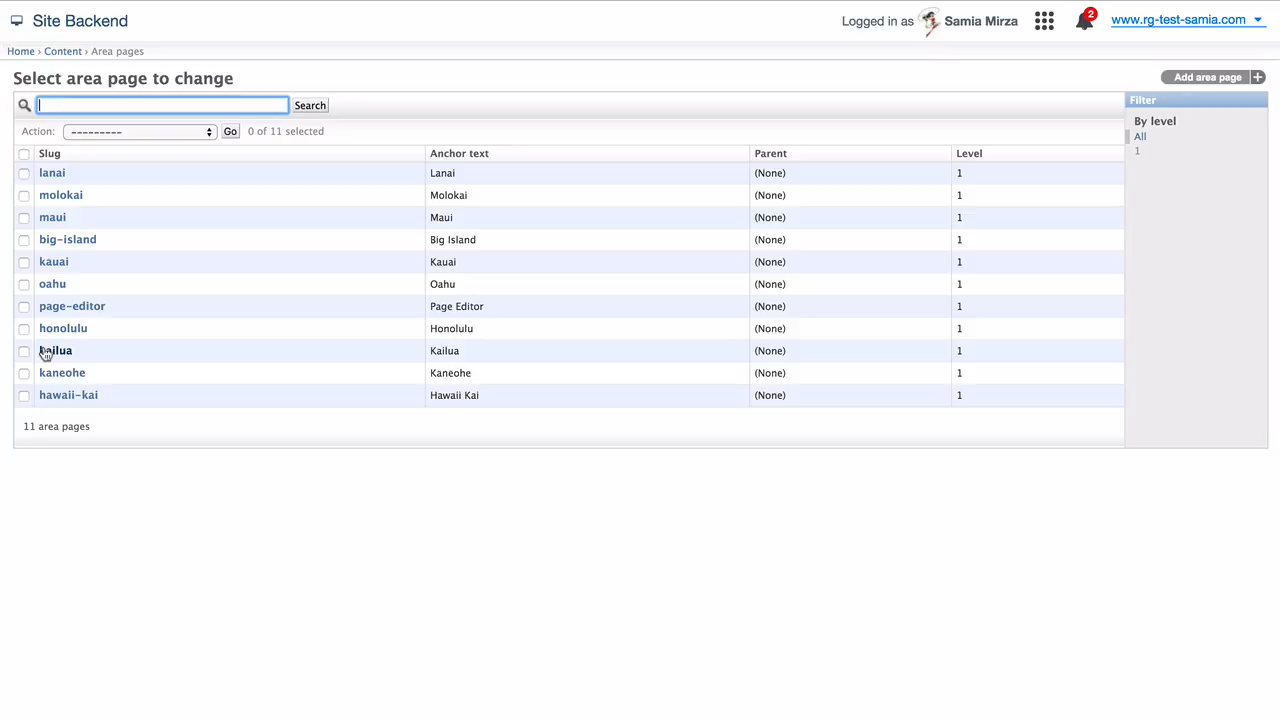 Site Backend
Logged in as Samia Mirza 2 www.rg-test-samia.com
Home › Content › Area pages
Select area page to change
Add area page
Search
Filter
Action: --------- Go 0 of 11 selected
By level
All
1
Slug Anchor text Parent Level
lanai Lanai (None) 1
molokai Molokai (None) 1
maui Maui (None) 1
big-island Big Island (None) 1
kauai Kauai (None) 1
oahu Oahu (None) 1
page-editor Page Editor (None) 1
honolulu Honolulu (None) 1
kailua Kailua (None) 1
kaneohe Kaneohe (None) 1
hawaii-kai Hawaii Kai (None) 1
11 area pages